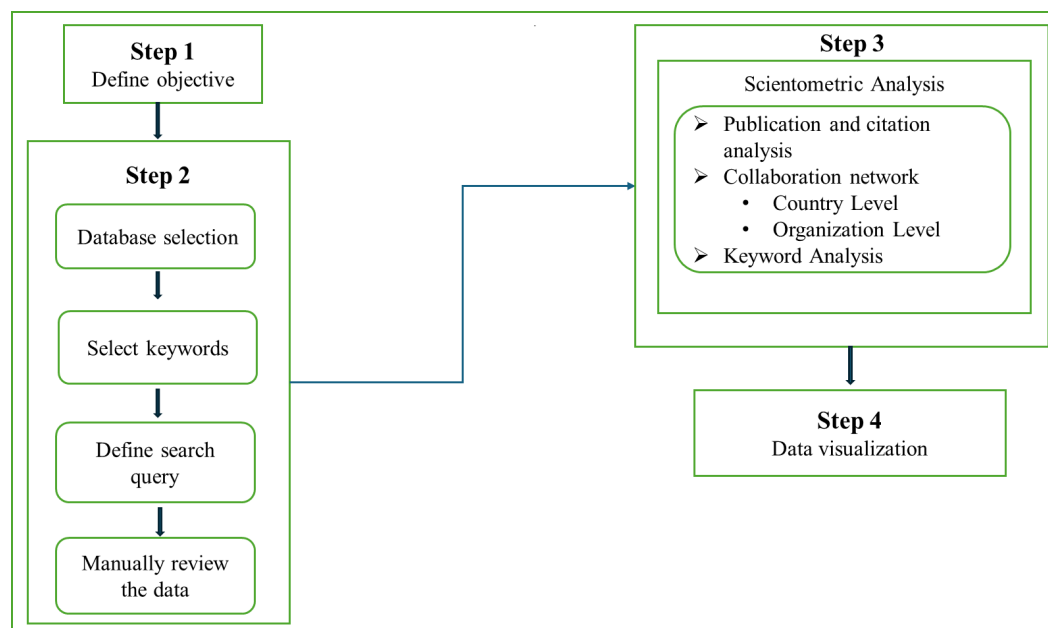 Step 1
Define objective
Step 2
Database selection
Select keywords
Define search
query
Manually review
the data
Step 3
Scientometric Analysis
➢ Publication and citation
analysis
➢ Collaboration network
• Country Level
• Organization Level
➢ Keyword Analysis
Step 4
Data visualization